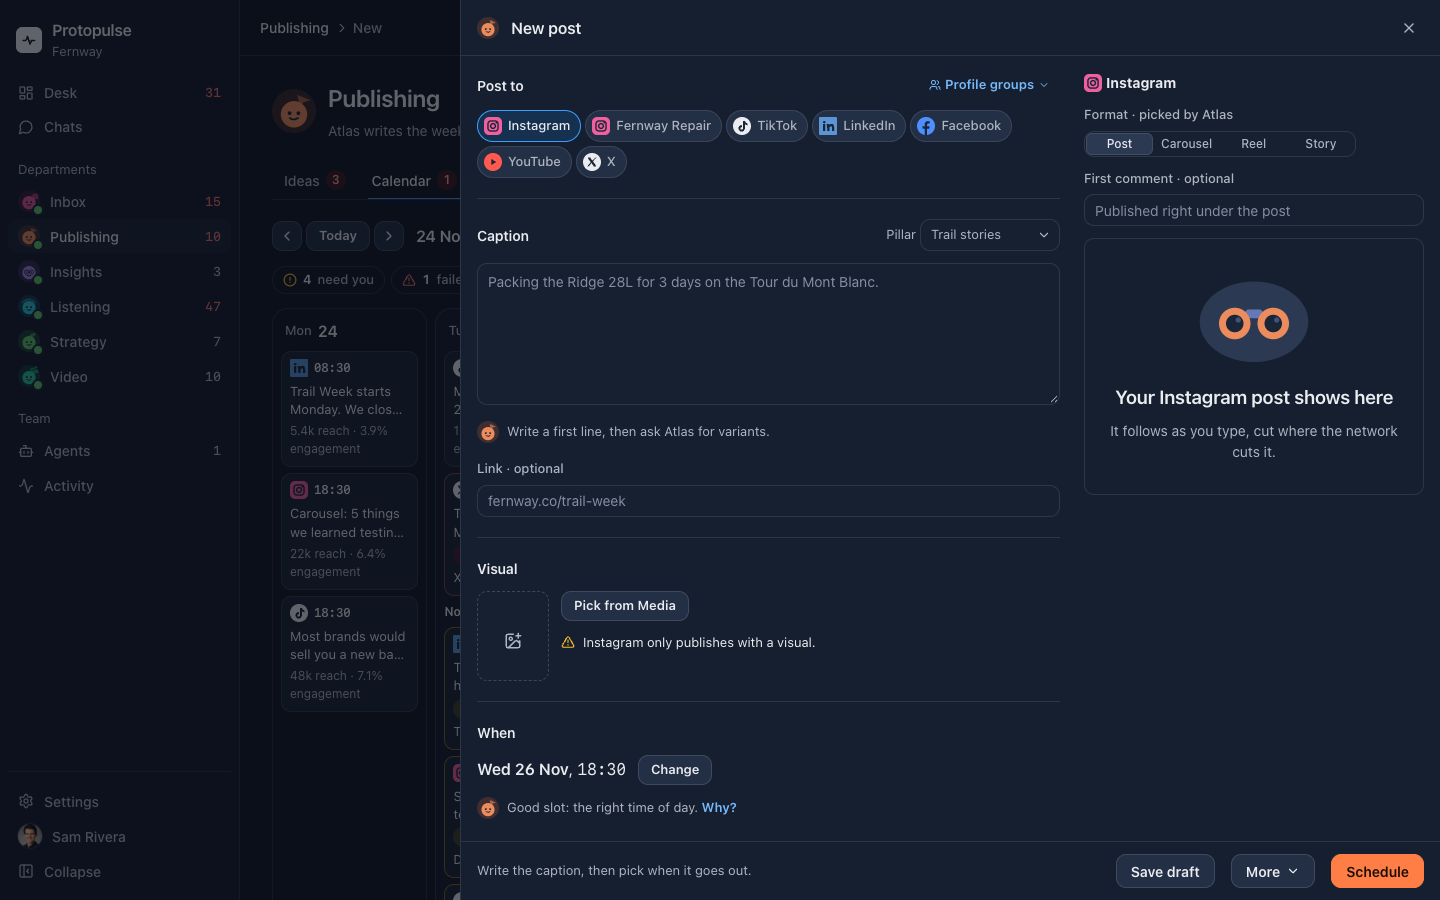 Protopulse
Fernway
Desk 31
Chats
Departments
Inbox 15
Publishing 10
Insights 3
Listening 47
Strategy 7
Video 10
Team
Agents 1
Activity
Settings
Sam Rivera
Collapse
Publishing > New
Publishing
Atlas writes the
Ideas 3 Calendar 1
Today 24 No
4 need you 1
Mon 24
08:30
Trail Week starts
Monday. We clos...
5.4k reach · 3.9%
engagement
18:30
Carousel: 5 things
we learned testin...
22k reach · 6.4%
engagement
18:30
Most brands would
sell you a new ba...
48k reach · 7.1%
engagement
New post
Post to Profile groups
Instagram Fernway Repair TikTok LinkedIn Facebook
YouTube X
Caption Pillar Trail stories
Packing the Ridge 28L for 3 days on the Tour du Mont Blanc.
Write a first line, then ask Atlas for variants.
Link · optional
fernway.co/trail-week
Visual
Pick from Media
Instagram only publishes with a visual.
When
Wed 26 Nov, 18:30 Change
Good slot: the right time of day. Why?
Instagram
Format · picked by Atlas
Post Carousel Reel Story
First comment · optional
Published right under the post
Your Instagram post shows here
It follows as you type, cut where the network
cuts it.
Write the caption, then pick when it goes out.
Save draft More Schedule